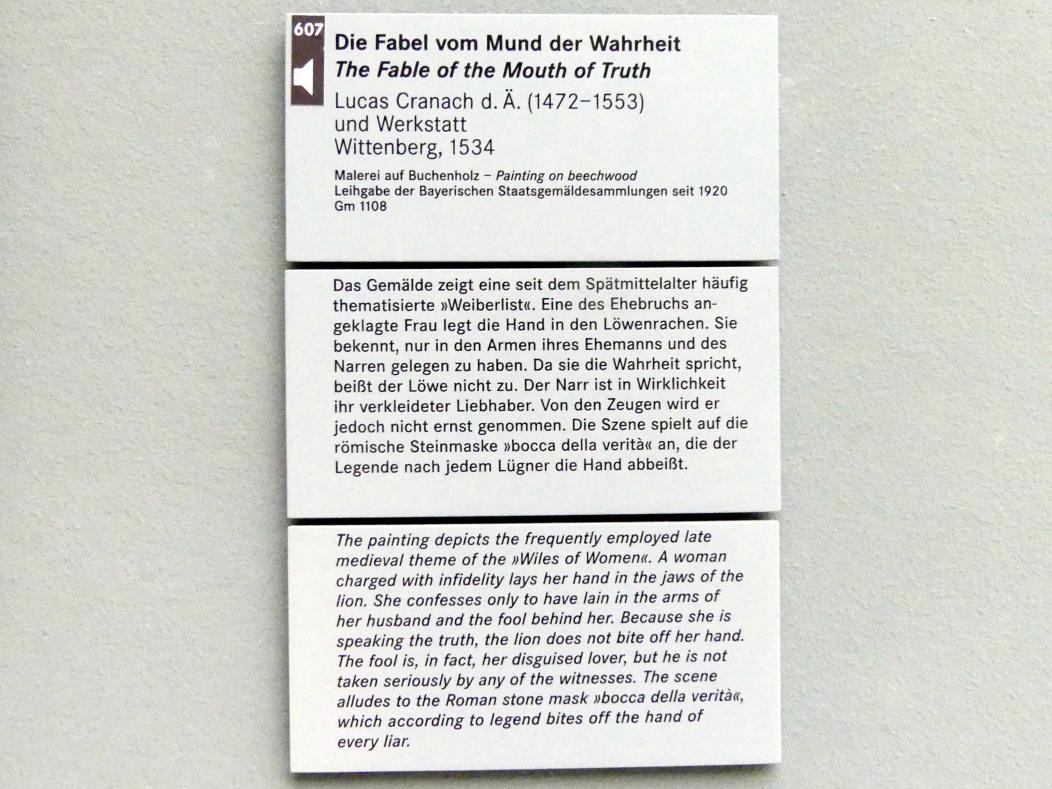 607
Die Fabel vom Mund der Wahrheit
The Fable of the Mouth of Truth
Lucas Cranach d. Ä. (1472–1553)
und Werkstatt
Wittenberg, 1534
Malerei auf Buchenholz – Painting on beechwood
Leihgabe der Bayerischen Staatsgemäldesammlungen seit 1920
Gm 1108
Das Gemälde zeigt eine seit dem Spätmittelalter häufig
thematisierte »Weiberlist«. Eine des Ehebruchs an-
geklagte Frau legt die Hand in den Löwenrachen. Sie
bekennt, nur in den Armen ihres Ehemanns und des
Narren gelegen zu haben. Da sie die Wahrheit spricht,
beißt der Löwe nicht zu. Der Narr ist in Wirklichkeit
ihr verkleideter Liebhaber. Von den Zeugen wird er
jedoch nicht ernst genommen. Die Szene spielt auf die
römische Steinmaske »bocca della verità« an, die der
Legende nach jedem Lügner die Hand abbeißt.
The painting depicts the frequently employed late
medieval theme of the »Wiles of Women«. A woman
charged with infidelity lays her hand in the jaws of the
lion. She confesses only to have lain in the arms of
her husband and the fool behind her. Because she is
speaking the truth, the lion does not bite off her hand.
The fool is, in fact, her disguised lover, but he is not
taken seriously by any of the witnesses. The scene
alludes to the Roman stone mask »bocca della verità«,
which according to legend bites off the hand of
every liar.